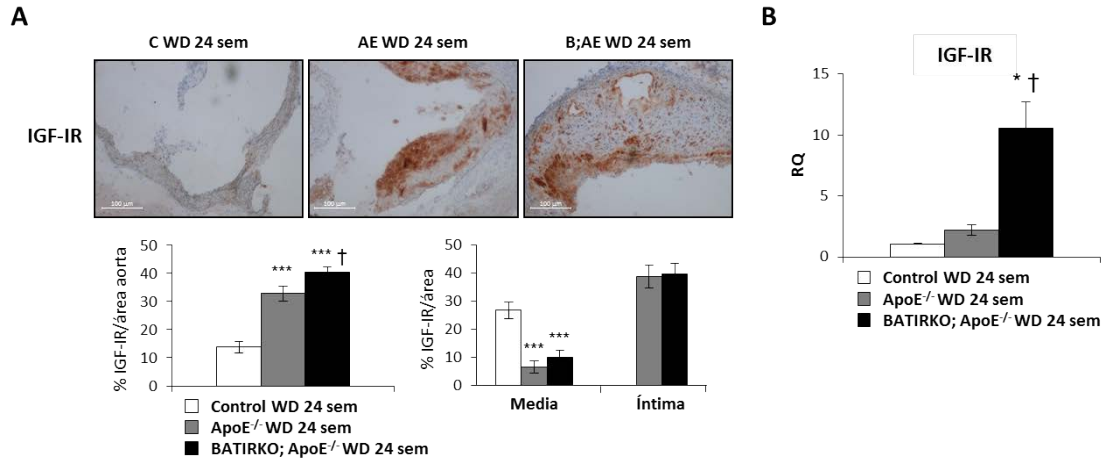 A
C WD 24 sem
AE WD 24 sem
B;AE WD 24 sem
IGF-IR
100 µm
100 µm
100 µm
% IGF-IR/área aorta
50
40
30
20
10
0
***
*** †
Control WD 24 sem
ApoE-/- WD 24 sem
BATIRKO; ApoE-/- WD 24 sem
% IGF-IR/área
50
40
30
20
10
0
***
***
Media
Íntima
B
IGF-IR
RQ
15
10
5
0
* †
Control WD 24 sem
ApoE-/- WD 24 sem
BATIRKO; ApoE-/- WD 24 sem